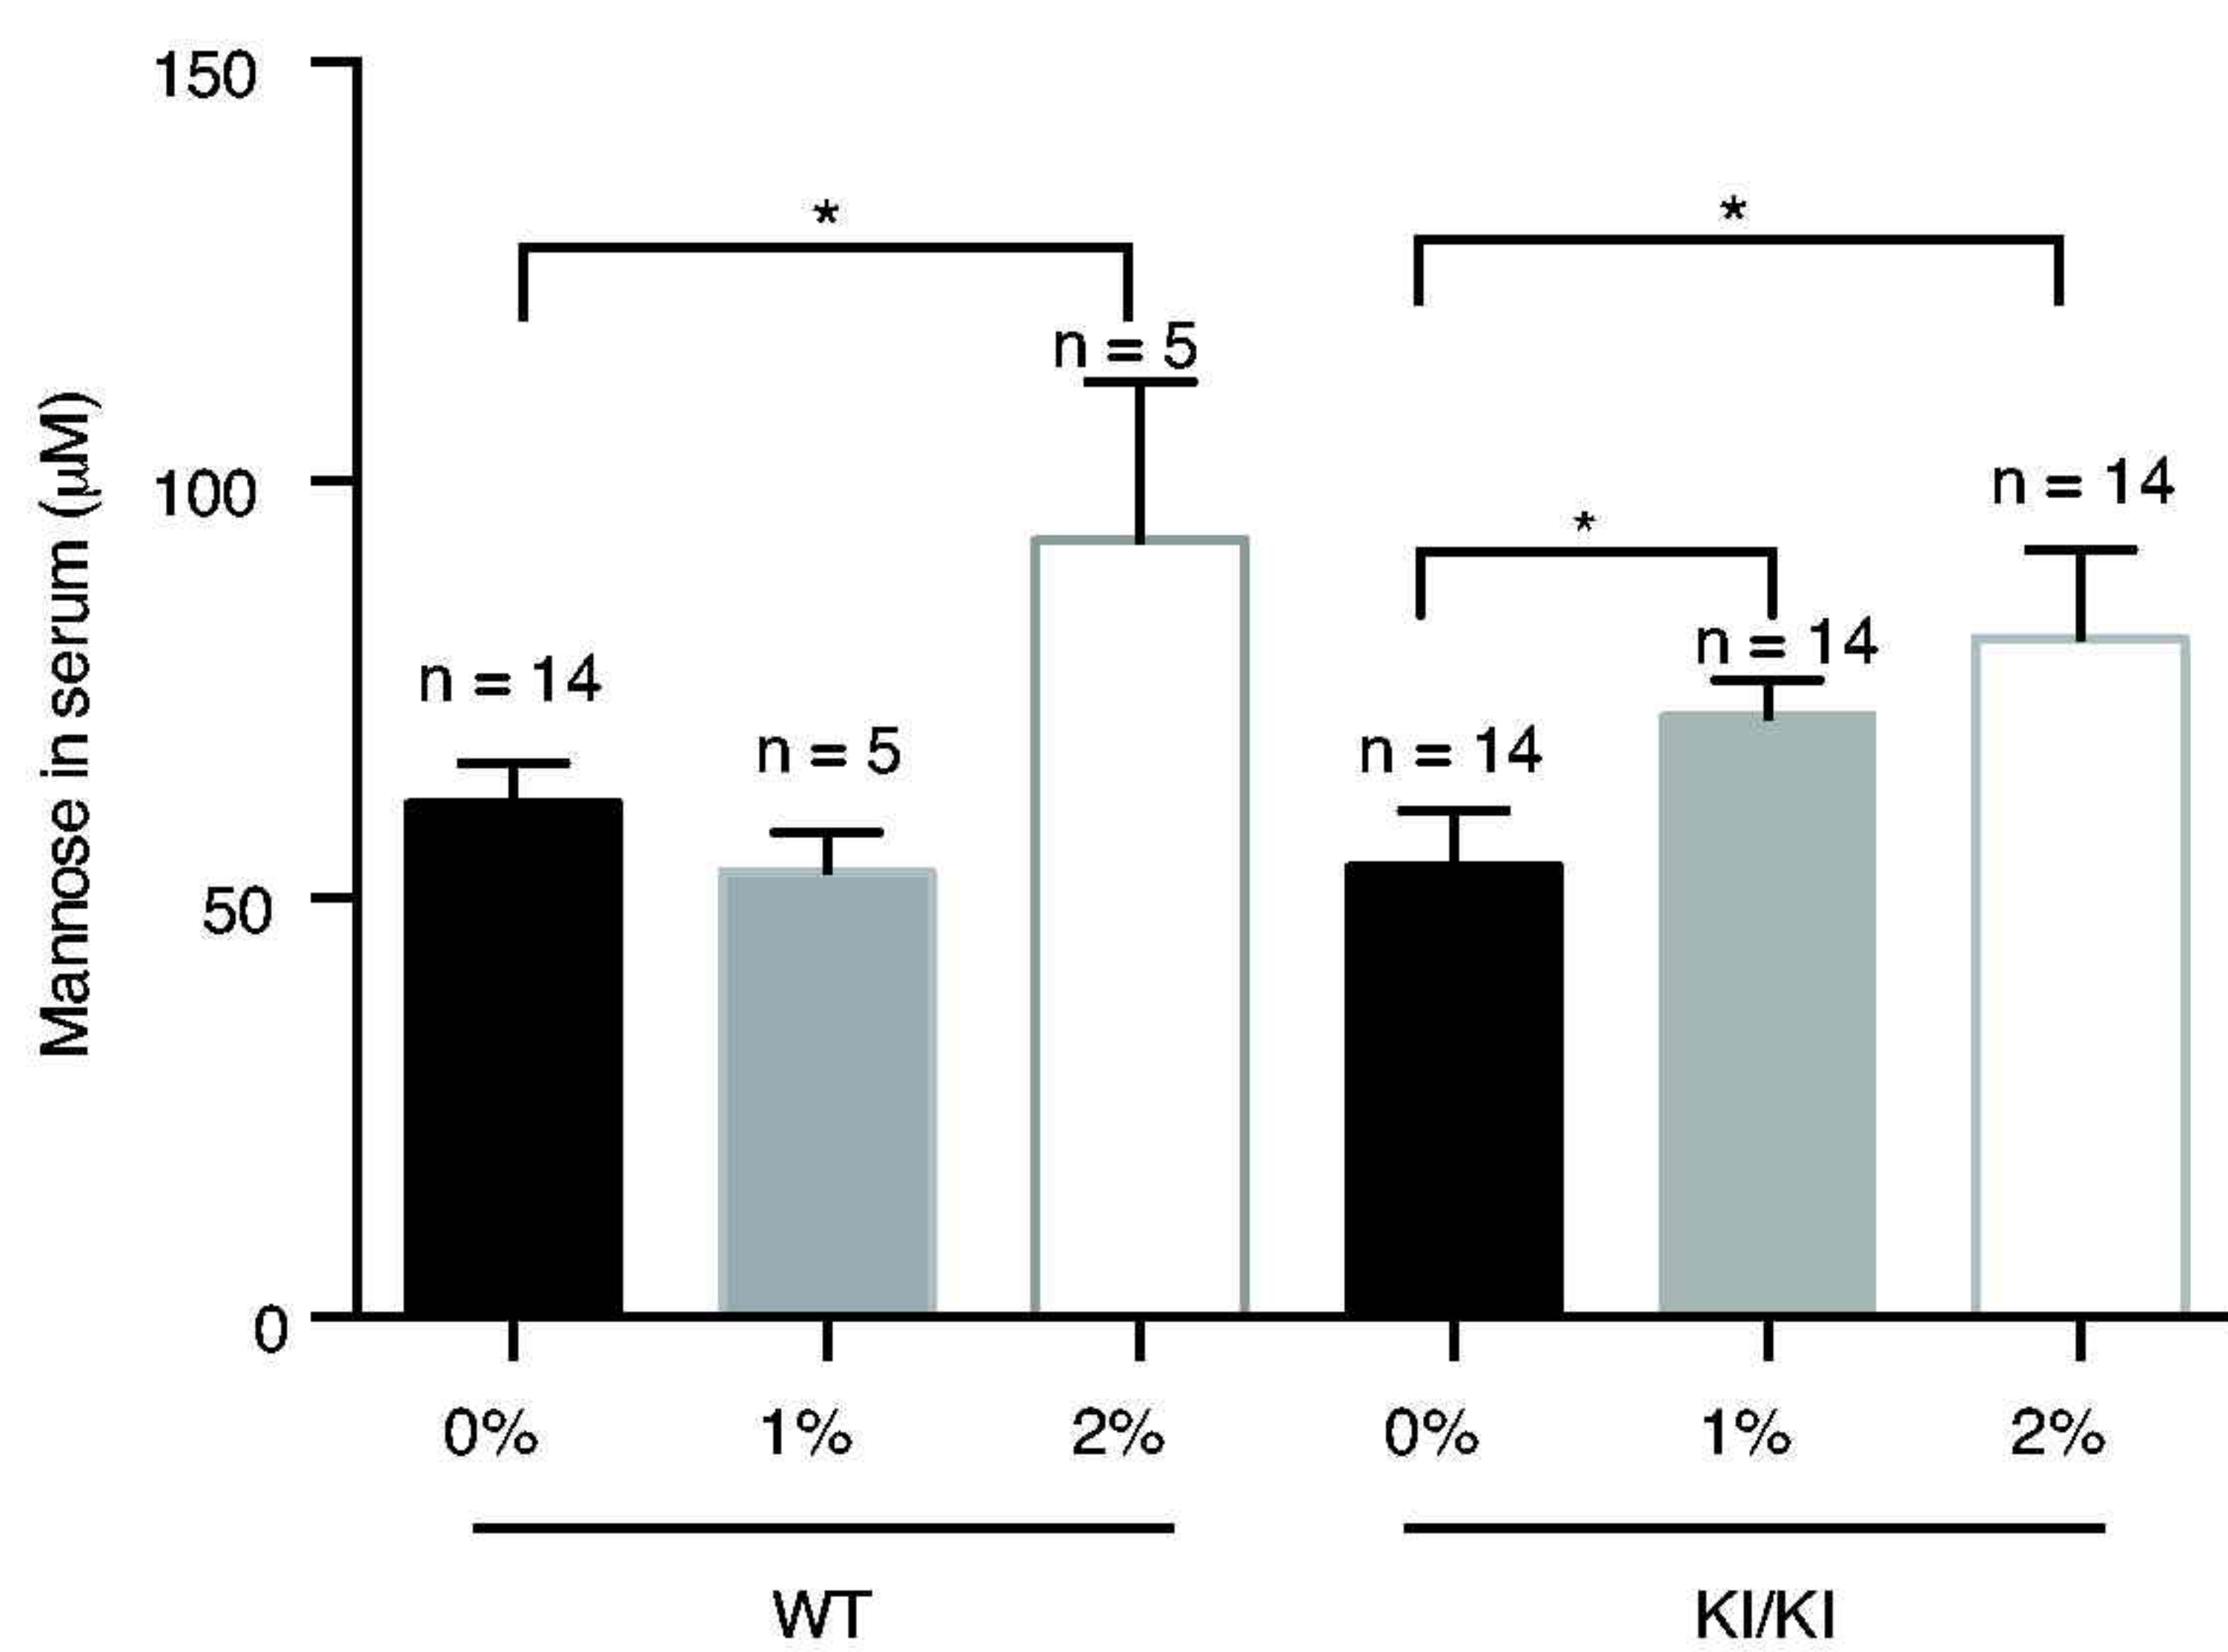 Mannose in serum (μM)
150
100
50
0
*
*
*
n = 14
n = 5
n = 5
n = 14
n = 14
n = 14
0% 1% 2% 0% 1% 2%
WT KI/KI